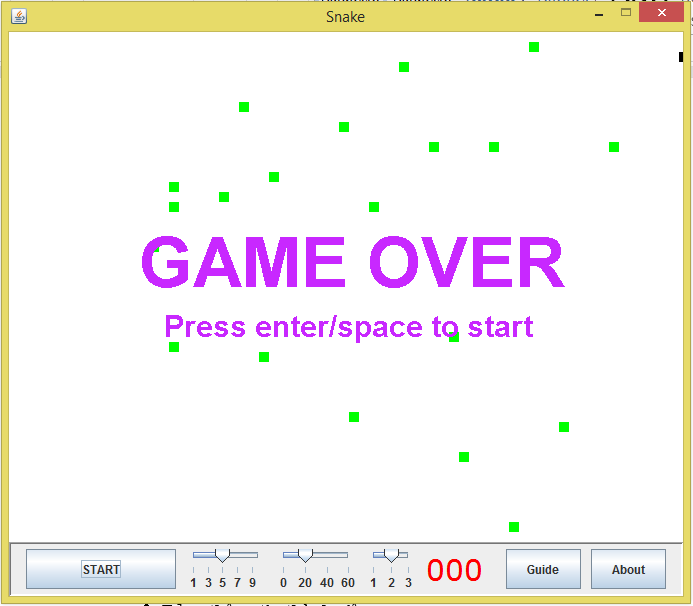 Snake
GAME OVER
Press enter/space to start
START
1 3 5 7 9
0 20 40 60
1 2 3
000
Guide
About